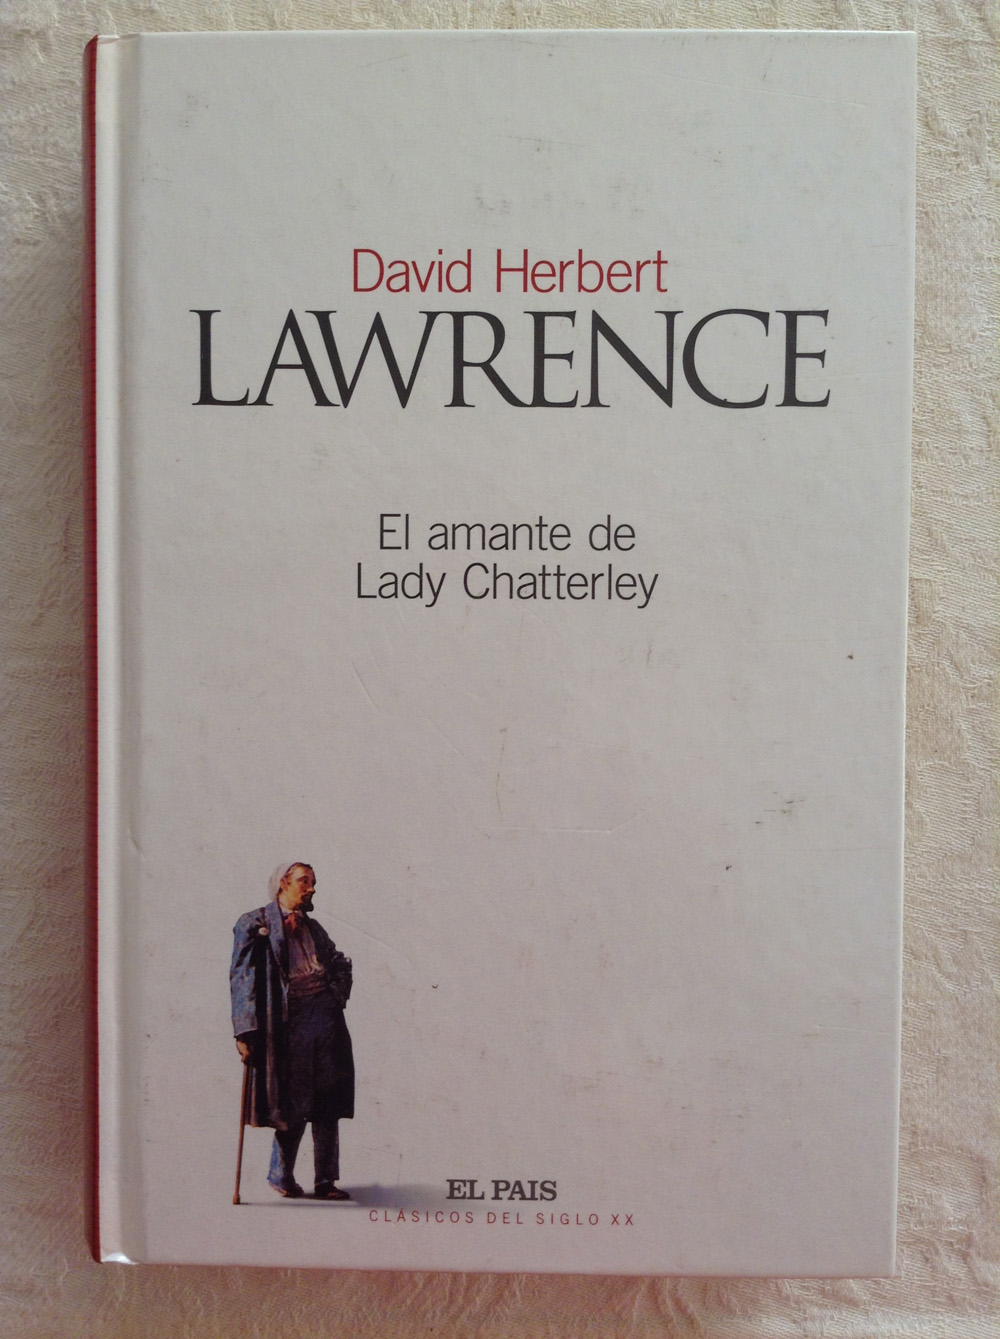 David Herbert
LAWRENCE
El amante de
Lady Chatterley
EL PAIS
CLÁSICOS DEL SIGLO XX